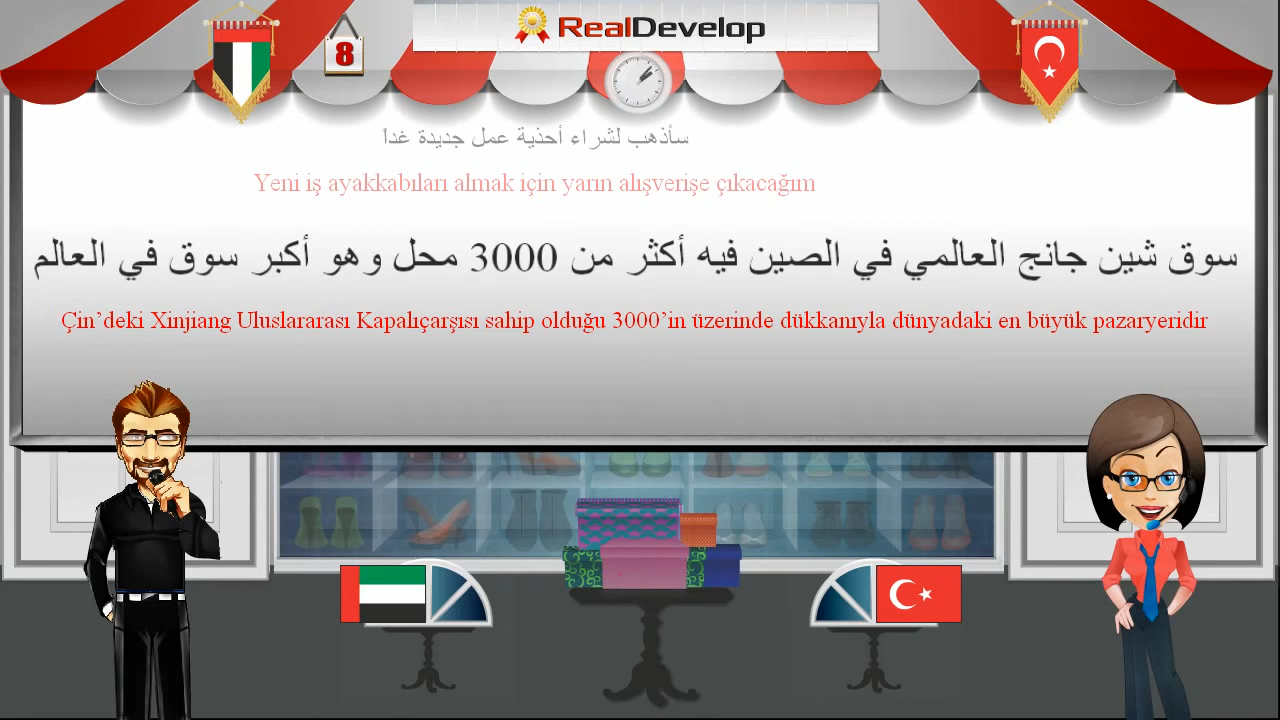 RealDevelop
8
سأذهب لشراء أحذية عمل جديدة غداً
Yeni iş ayakkabıları almak için yarın alışverişe çıkacağım
سوق شين جانج العالمي في الصين فيه أكثر من 3000 محل وهو أكبر سوق في العالم
Çin’deki Xinjiang Uluslararası Kapalıçarşısı sahip olduğu 3000’in üzerinde dükkanıyla dünyadaki en büyük pazaryeridir